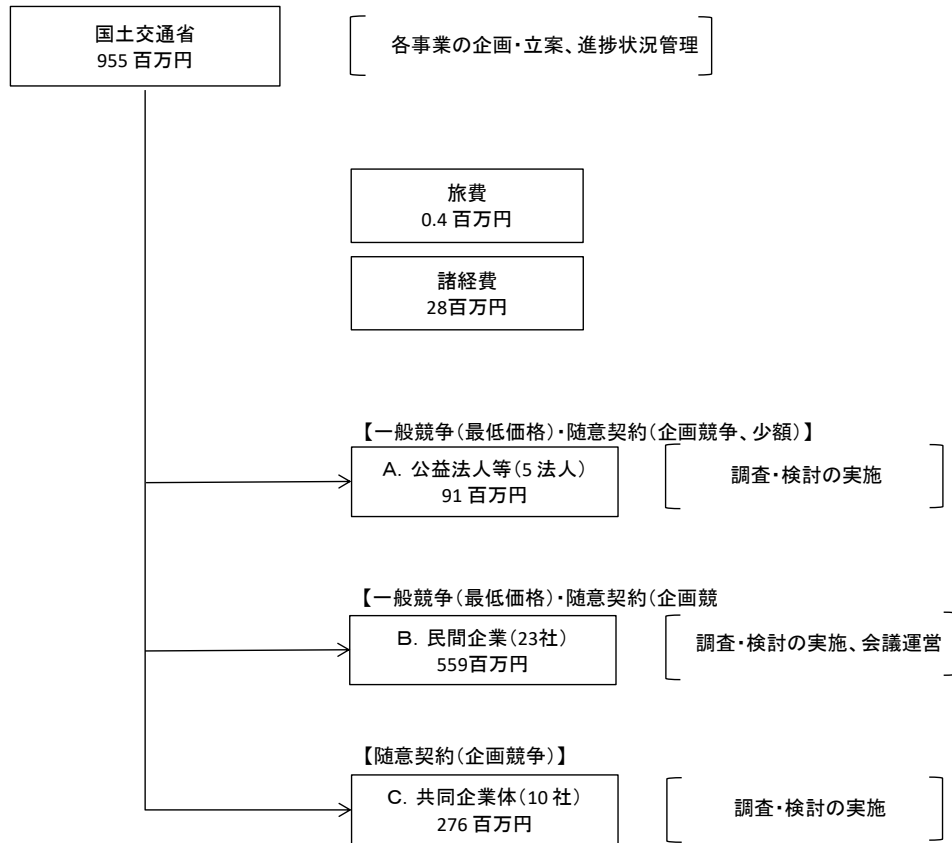 国土交通省
955 百万円
各事業の企画・立案、進捗状況管理
旅費
0.4 百万円
諸経費
28百万円
【一般競争(最低価格)・随意契約(企画競争、少額)】
A. 公益法人等(5 法人)
91 百万円
調査・検討の実施
【一般競争(最低価格)・随意契約(企画競
B. 民間企業(23社)
559百万円
調査・検討の実施、会議運営
【随意契約(企画競争)】
C. 共同企業体(10 社)
276 百万円
調査・検討の実施